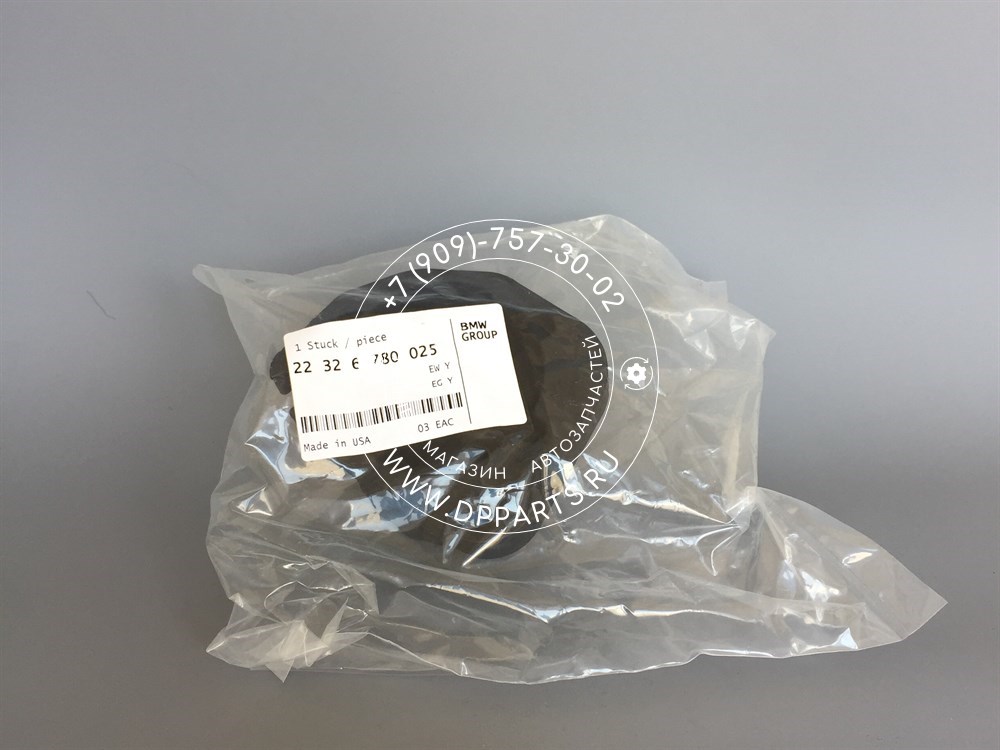 +7 (909)-757-30-02
1 Stuck / piece
BMW
GROUP
22 32 6 780 025
EW Y
EG Y
03 EAC
Made in USA
МАГАЗИН АВТОЗАПЧАСТЕЙ
WWW.DPPARTS.RU